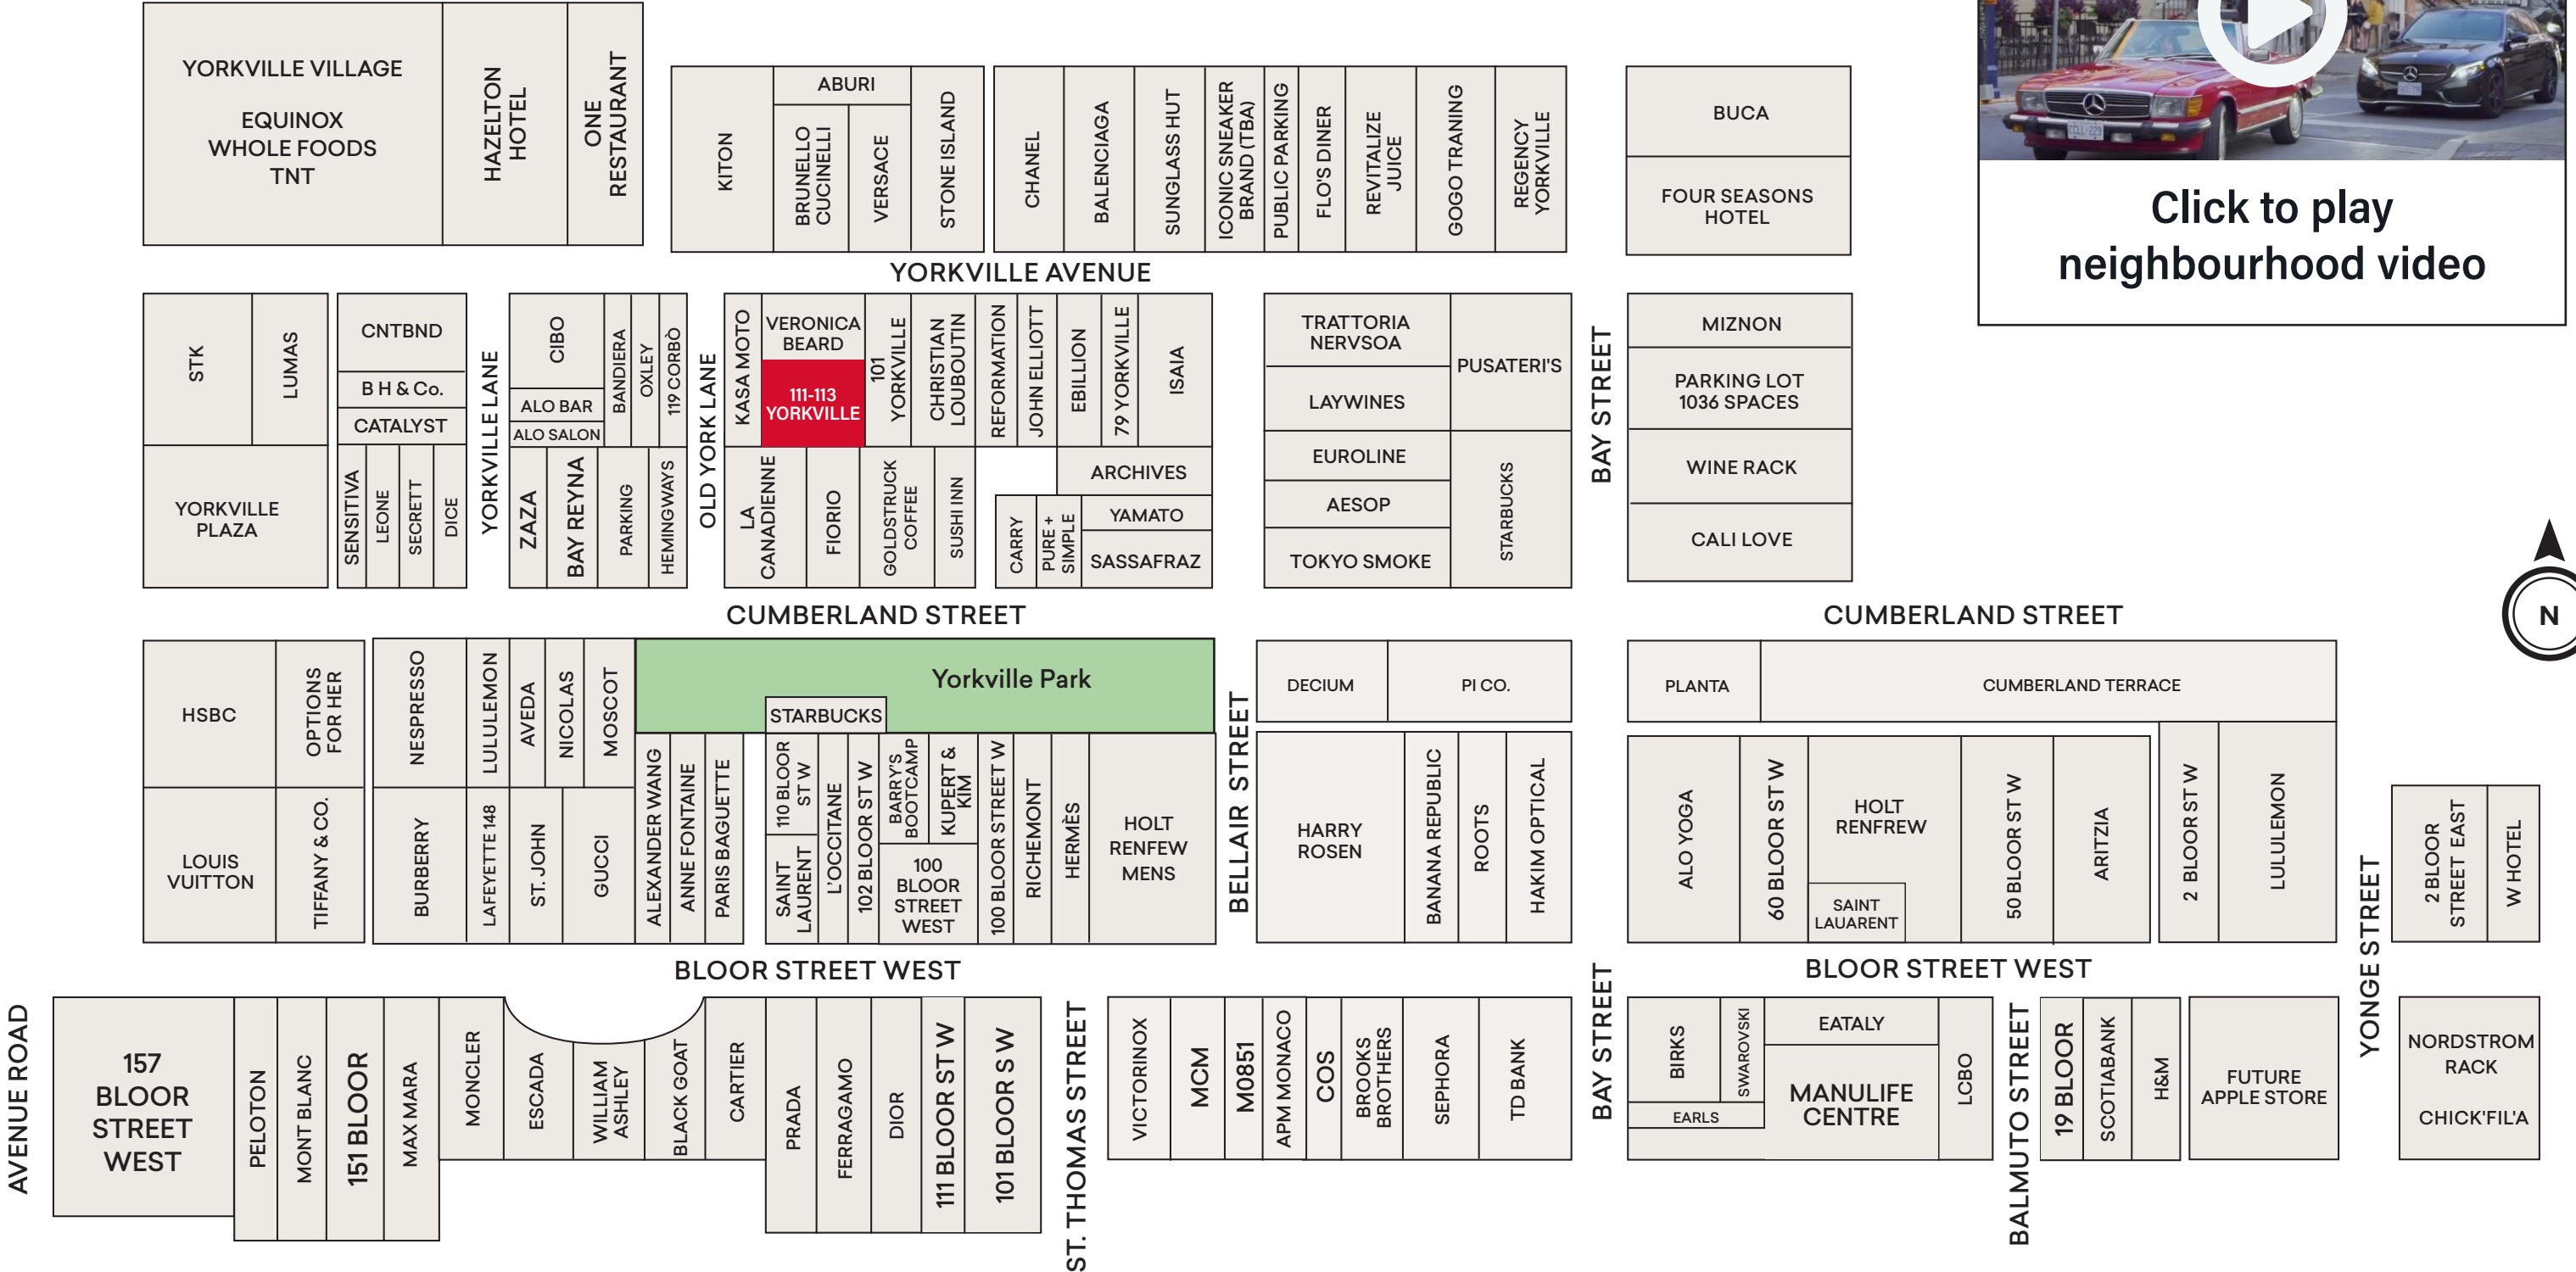 YORKVILLE VILLAGE
EQUINOX
WHOLE FOODS
TNT
HAZELTON
HOTEL
ONE
RESTAURANT
KITON
ABURI
BRUNELLO
CUCINELLI
VERSACE
STONE ISLAND
CHANEL
BALENCIAGA
SUNGLASS HUT
ICONIC SNEAKER
BRAND (TBA)
PUBLIC PARKING
FLO'S DINER
REVITALIZE
JUICE
GOGO TRANING
REGENCY
YORKVILLE
BUCA
FOUR SEASONS
HOTEL
Click to play
neighbourhood video
YORKVILLE AVENUE
STK
LUMAS
YORKVILLE
PLAZA
CNTBND
B H & Co.
CATALYST
SENSITIVA
LEONE
SECRETT
DICE
YORKVILLE LANE
CIBO
ALO BAR
ALO SALON
BANDIERA
OXLEY
119 CORBÒ
ZAZA
BAY REYNA
PARKING
HEMINGWAYS
OLD YORK LANE
KASA MOTO
VERONICA
BEARD
111-113
YORKVILLE
101
YORKVILLE
CHRISTIAN
LOUBOUTIN
REFORMATION
JOHN ELLIOTT
EBILLION
79 YORKVILLE
ISAIA
LA
CANADIENNE
FIORIO
GOLDSTRUCK
COFFEE
SUSHI INN
ARCHIVES
CARRY
PURE +
SIMPLE
YAMATO
SASSAFRAZ
TRATTORIA
NERVSOA
LAYWINES
EUROLINE
AESOP
TOKYO SMOKE
PUSATERI'S
STARBUCKS
BAY STREET
MIZNON
PARKING LOT
1036 SPACES
WINE RACK
CALI LOVE
N
CUMBERLAND STREET
CUMBERLAND STREET
HSBC
OPTIONS
FOR HER
LOUIS
VUITTON
TIFFANY & CO.
NESPRESSO
LULULEMON
AVEDA
NICOLAS
MOSCOT
BURBERRY
LAFEYETTE 148
ST. JOHN
GUCCI
Yorkville Park
STARBUCKS
ALEXANDER WANG
ANNE FONTAINE
PARIS BAGUETTE
110 BLOOR
ST W
SAINT
LAURENT
L'OCCITANE
102 BLOOR ST W
BARRY'S
BOOTCAMP
KUPERT &
KIM
100
BLOOR
STREET
WEST
100 BLOOR STREET W
RICHEMONT
HERMÈS
HOLT
RENFEW
MENS
BELLAIR STREET
DECIUM
PI CO.
HARRY
ROSEN
BANANA REPUBLIC
ROOTS
HAKIM OPTICAL
PLANTA
CUMBERLAND TERRACE
ALO YOGA
60 BLOOR ST W
HOLT
RENFREW
SAINT
LAUARENT
50 BLOOR ST W
ARITZIA
2 BLOOR ST W
LULULEMON
YONGE STREET
2 BLOOR
STREET EAST
W HOTEL
BLOOR STREET WEST
BLOOR STREET WEST
AVENUE ROAD
157
BLOOR
STREET
WEST
PELOTON
MONT BLANC
151 BLOOR
MAX MARA
MONCLER
ESCADA
WILLIAM
ASHLEY
BLACK GOAT
CARTIER
PRADA
FERRAGAMO
DIOR
111 BLOOR ST W
101 BLOOR S W
ST. THOMAS STREET
VICTORINOX
MCM
M0851
APM MONACO
COS
BROOKS
BROTHERS
SEPHORA
TD BANK
BAY STREET
BIRKS
SWAROVSKI
EARLS
EATALY
MANULIFE
CENTRE
LCBO
BALMUTO STREET
19 BLOOR
SCOTIABANK
H&M
FUTURE
APPLE STORE
NORDSTROM
RACK
CHICK'FIL'A